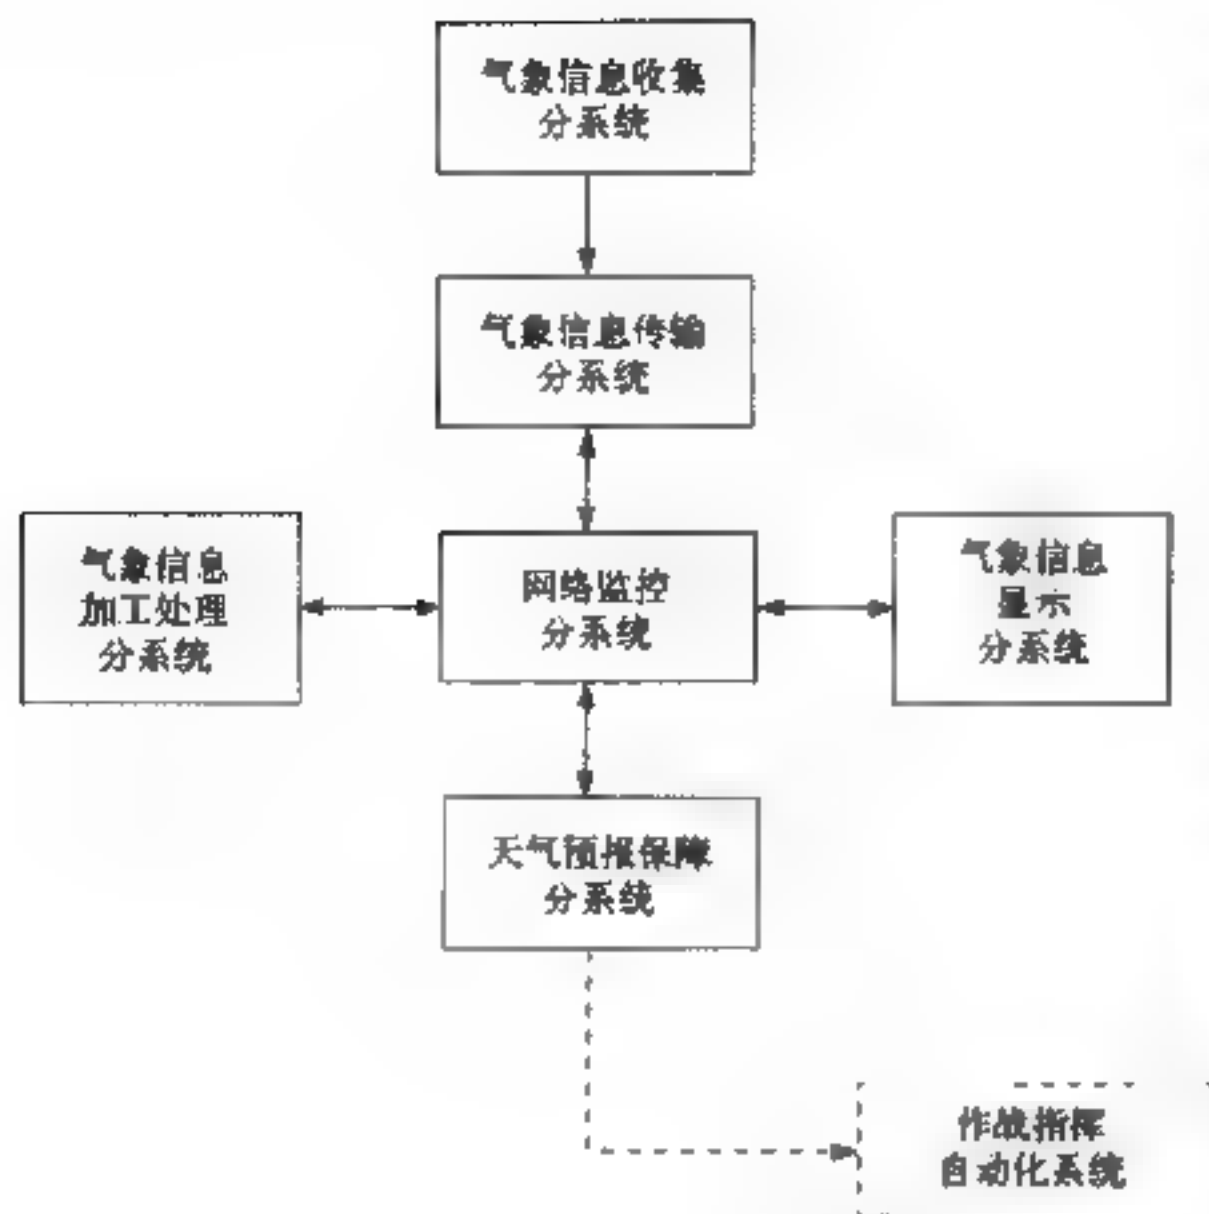 气象信息收集
分系统
气象信息传输
分系统
气象信息
加工处理
分系统
网络监控
分系统
气象信息
显示
分系统
天气预报保障
分系统
作战指挥
自动化系统